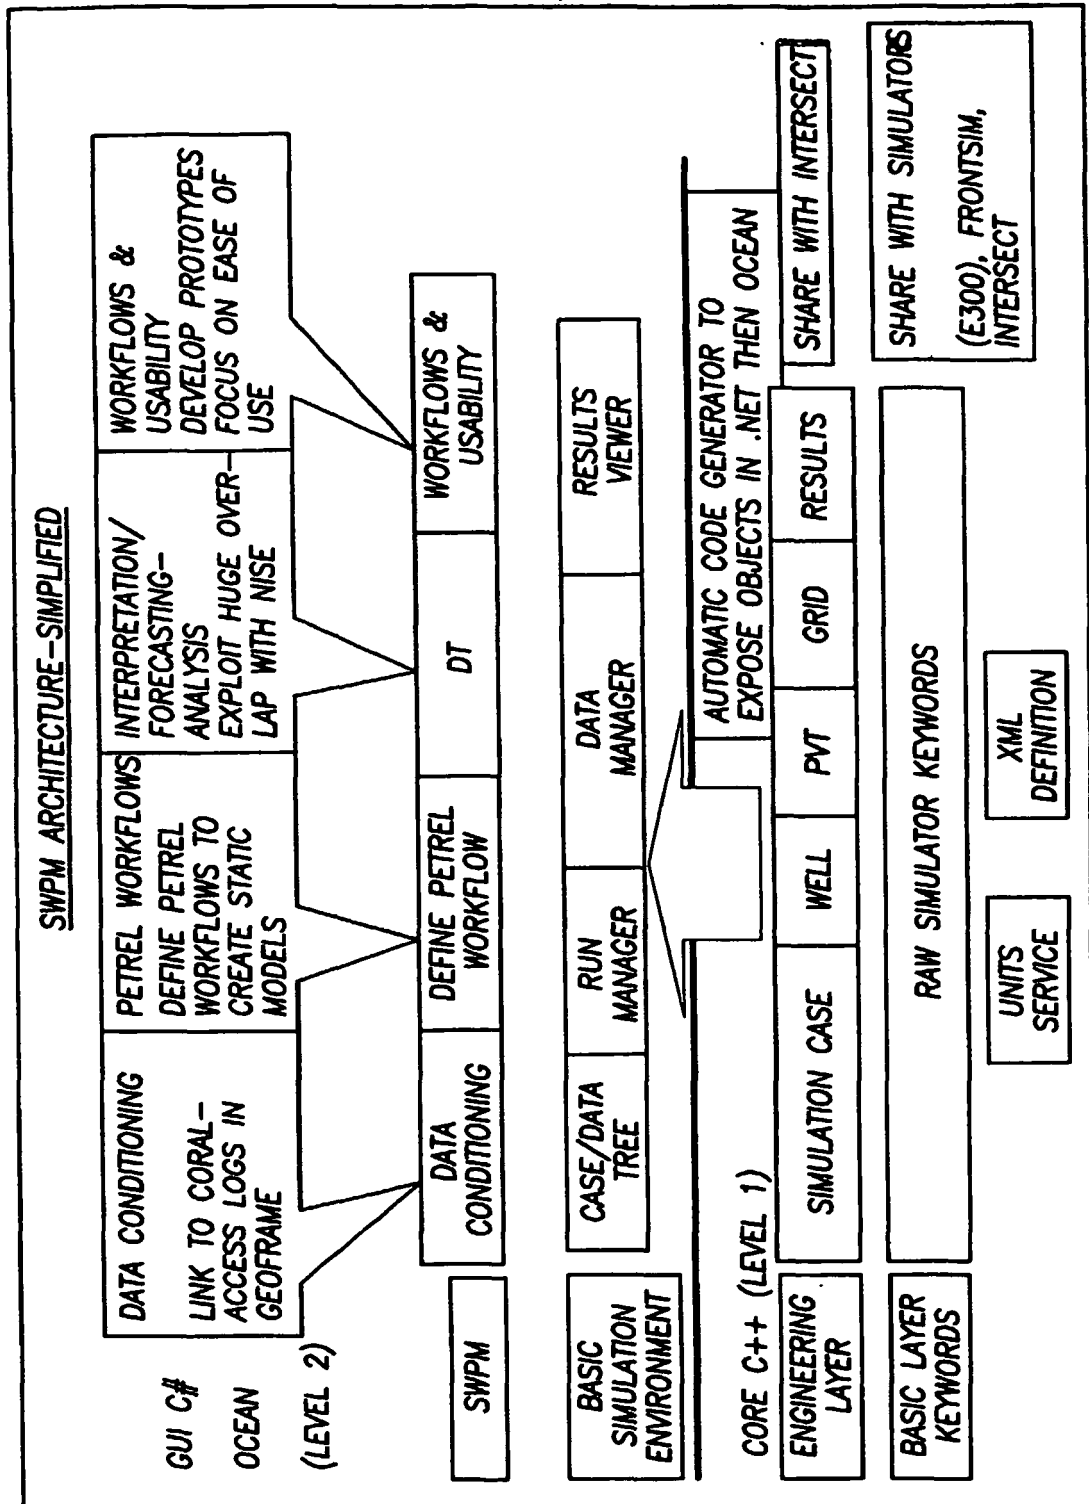 SWPM ARCHITECTURE-SIMPLIFIED
GUI C#
OCEAN
(LEVEL 2)
DATA CONDITIONING
LINK TO CORAL-
ACCESS LOGS IN
GEOFRAME
PETREL WORKFLOWS
DEFINE PETREL
WORKFLOWS TO
CREATE STATIC
MODELS
INTERPRETATION/
FORECASTING-
ANALYSIS
EXPLOIT HUGE OVER-
LAP WITH NISE
WORKFLOWS &
USABILITY
DEVELOP PROTOTYPES
FOCUS ON EASE OF
USE
SWPM
DATA
CONDITIONING
DEFINE PETREL
WORKFLOW
DT
WORKFLOWS &
USABILITY
BASIC
SIMULATION
ENVIRONMENT
CASE/DATA
TREE
RUN
MANAGER
DATA
MANAGER
RESULTS
VIEWER
CORE C++ (LEVEL 1)
AUTOMATIC CODE GENERATOR TO
EXPOSE OBJECTS IN .NET THEN OCEAN
ENGINEERING
LAYER
SIMULATION CASE
WELL
PVT
GRID
RESULTS
SHARE WITH INTERSECT
BASIC LAYER
KEYWORDS
RAW SIMULATOR KEYWORDS
SHARE WITH SIMULATORS
(E300), FRONTSIM,
INTERSECT
UNITS
SERVICE
XML
DEFINITION